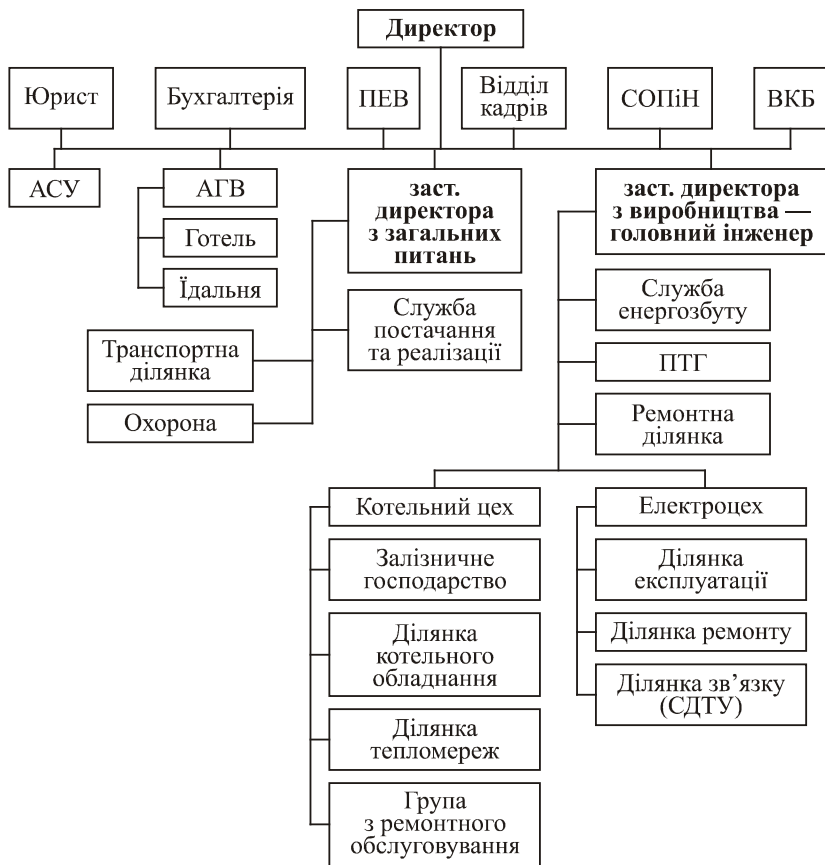 Директор
Юрист
Бухгалтерія
ПЕВ
Відділ
кадрів
СОПіН
ВКБ
АСУ
АГВ
Готель
Їдальня
заст.
директора
з загальних
питань
заст. директора
з виробництва —
головний інженер
Служба
постачання
та реалізації
Транспортна
ділянка
Охорона
Служба
енергозбуту
ПТГ
Ремонтна
ділянка
Котельний цех
Залізничне
господарство
Ділянка
котельного
обладнання
Ділянка
тепломереж
Група
з ремонтного
обслуговування
Електроцех
Ділянка
експлуатації
Ділянка ремонту
Ділянка зв’язку
(СДТУ)